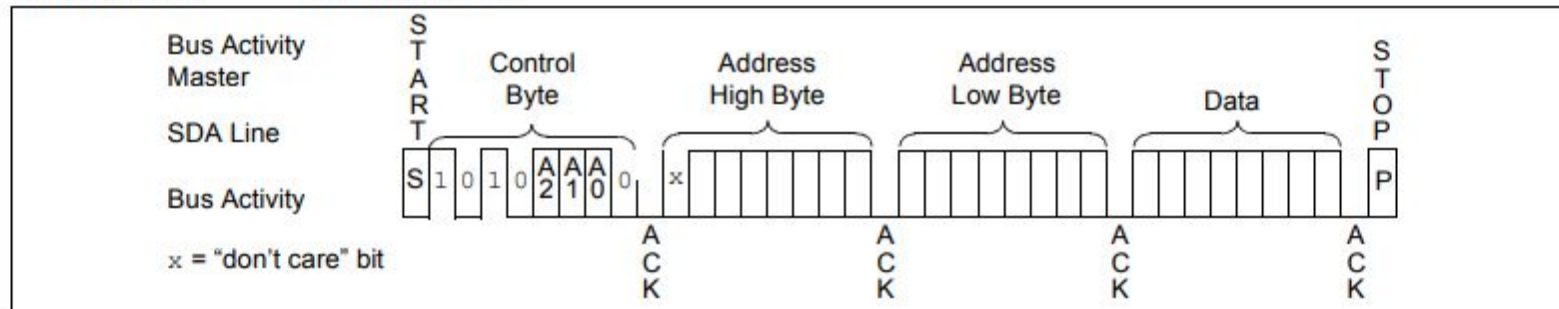 Bus Activity
Master
SDA Line
Bus Activity
x = “don’t care” bit
START
Control
Byte
Address
High Byte
Address
Low Byte
Data
STOP
S 1 0 1 0 A2 A1 A0 0 x P
ACK ACK ACK ACK